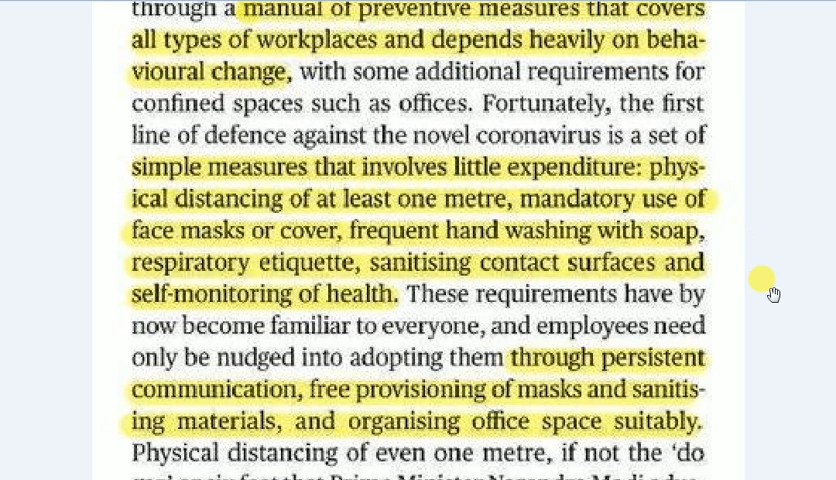 through a manual of preventive measures that covers
all types of workplaces and depends heavily on beha-
vioural change, with some additional requirements for
confined spaces such as offices. Fortunately, the first
line of defence against the novel coronavirus is a set of
simple measures that involves little expenditure: phys-
ical distancing of at least one metre, mandatory use of
face masks or cover, frequent hand washing with soap,
respiratory etiquette, sanitising contact surfaces and
self-monitoring of health. These requirements have by
now become familiar to everyone, and employees need
only be nudged into adopting them through persistent
communication, free provisioning of masks and sanitis-
ing materials, and organising office space suitably.
Physical distancing of even one metre, if not the ‘do
that Prime Minister Narendra Modi